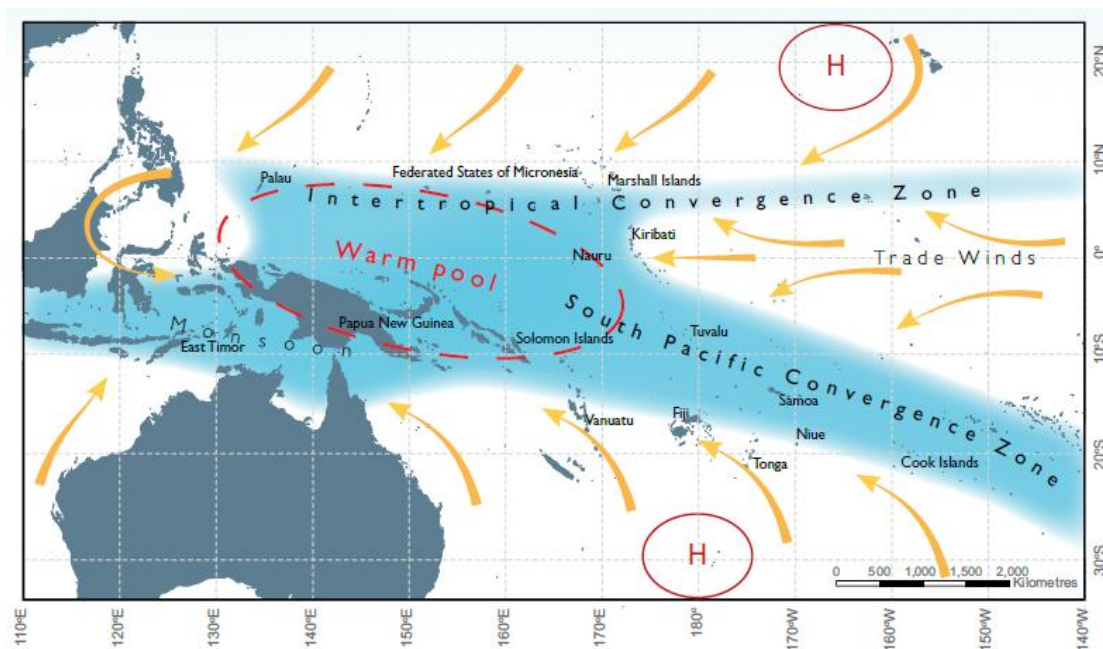 H
20°N
10°N
0°
10°S
20°S
30°S
Palau
Federated States of Micronesia
Marshall Islands
Intertropical Convergence Zone
Kiribati
Nauru
Warm pool
Trade Winds
Monsoon
East Timor
Papua New Guinea
Solomon Islands
South Pacific Convergence Zone
Tuvalu
Samoa
Vanuatu
Fiji
Niue
Tonga
Cook Islands
H
0 500 1,000 1,500 2,000
Kilometres
110°E 120°E 130°E 140°E 150°E 160°E 170°E 180° 170°W 160°W 150°W 140°W